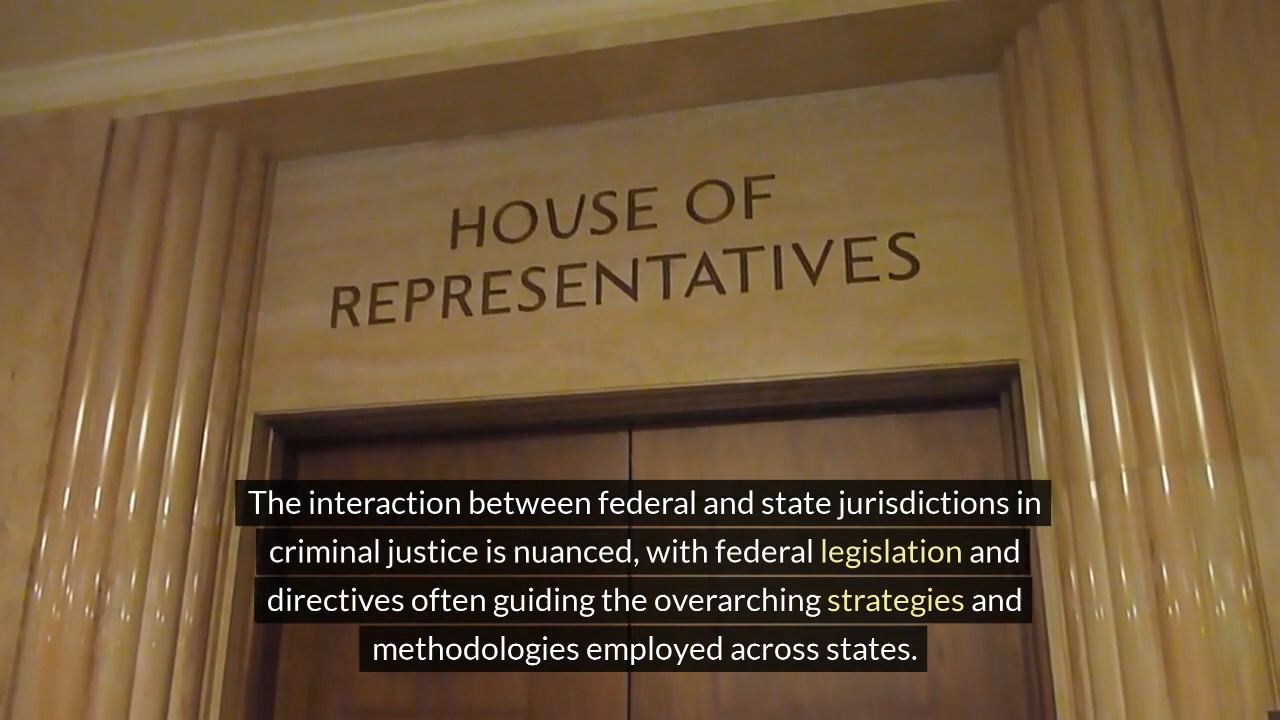 HOUSE OF
REPRESENTATIVES
The interaction between federal and state jurisdictions in
criminal justice is nuanced, with federal legislation and
directives often guiding the overarching strategies and
methodologies employed across states.